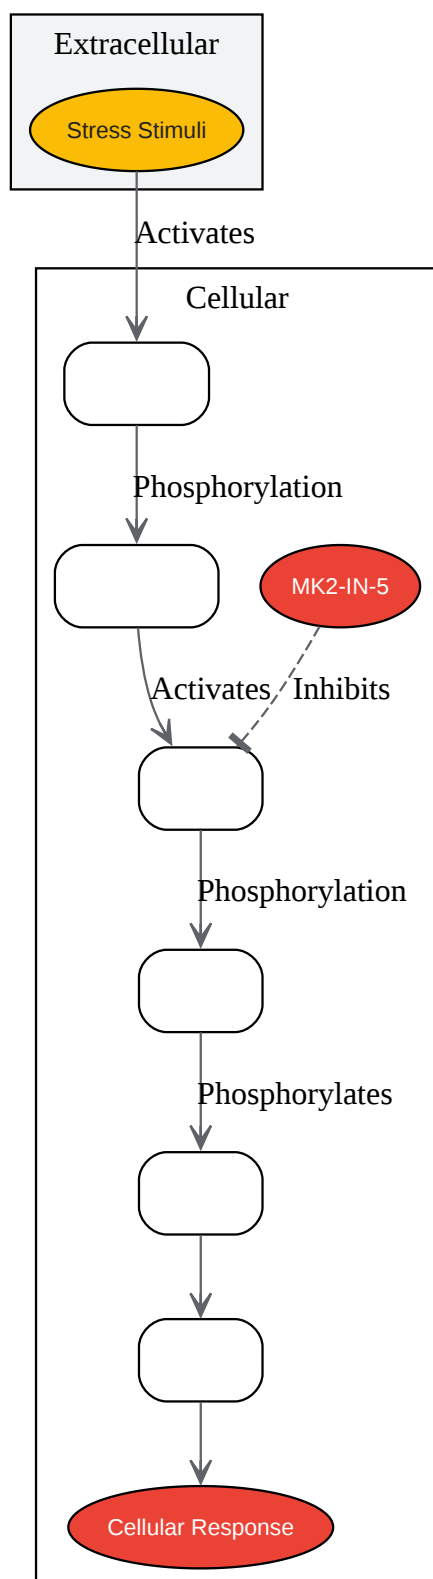 Extracellular
Stress Stimuli
Activates
Cellular
Phosphorylation
MK2-IN-5
Activates
Inhibits
Phosphorylation
Phosphorylates
Cellular Response